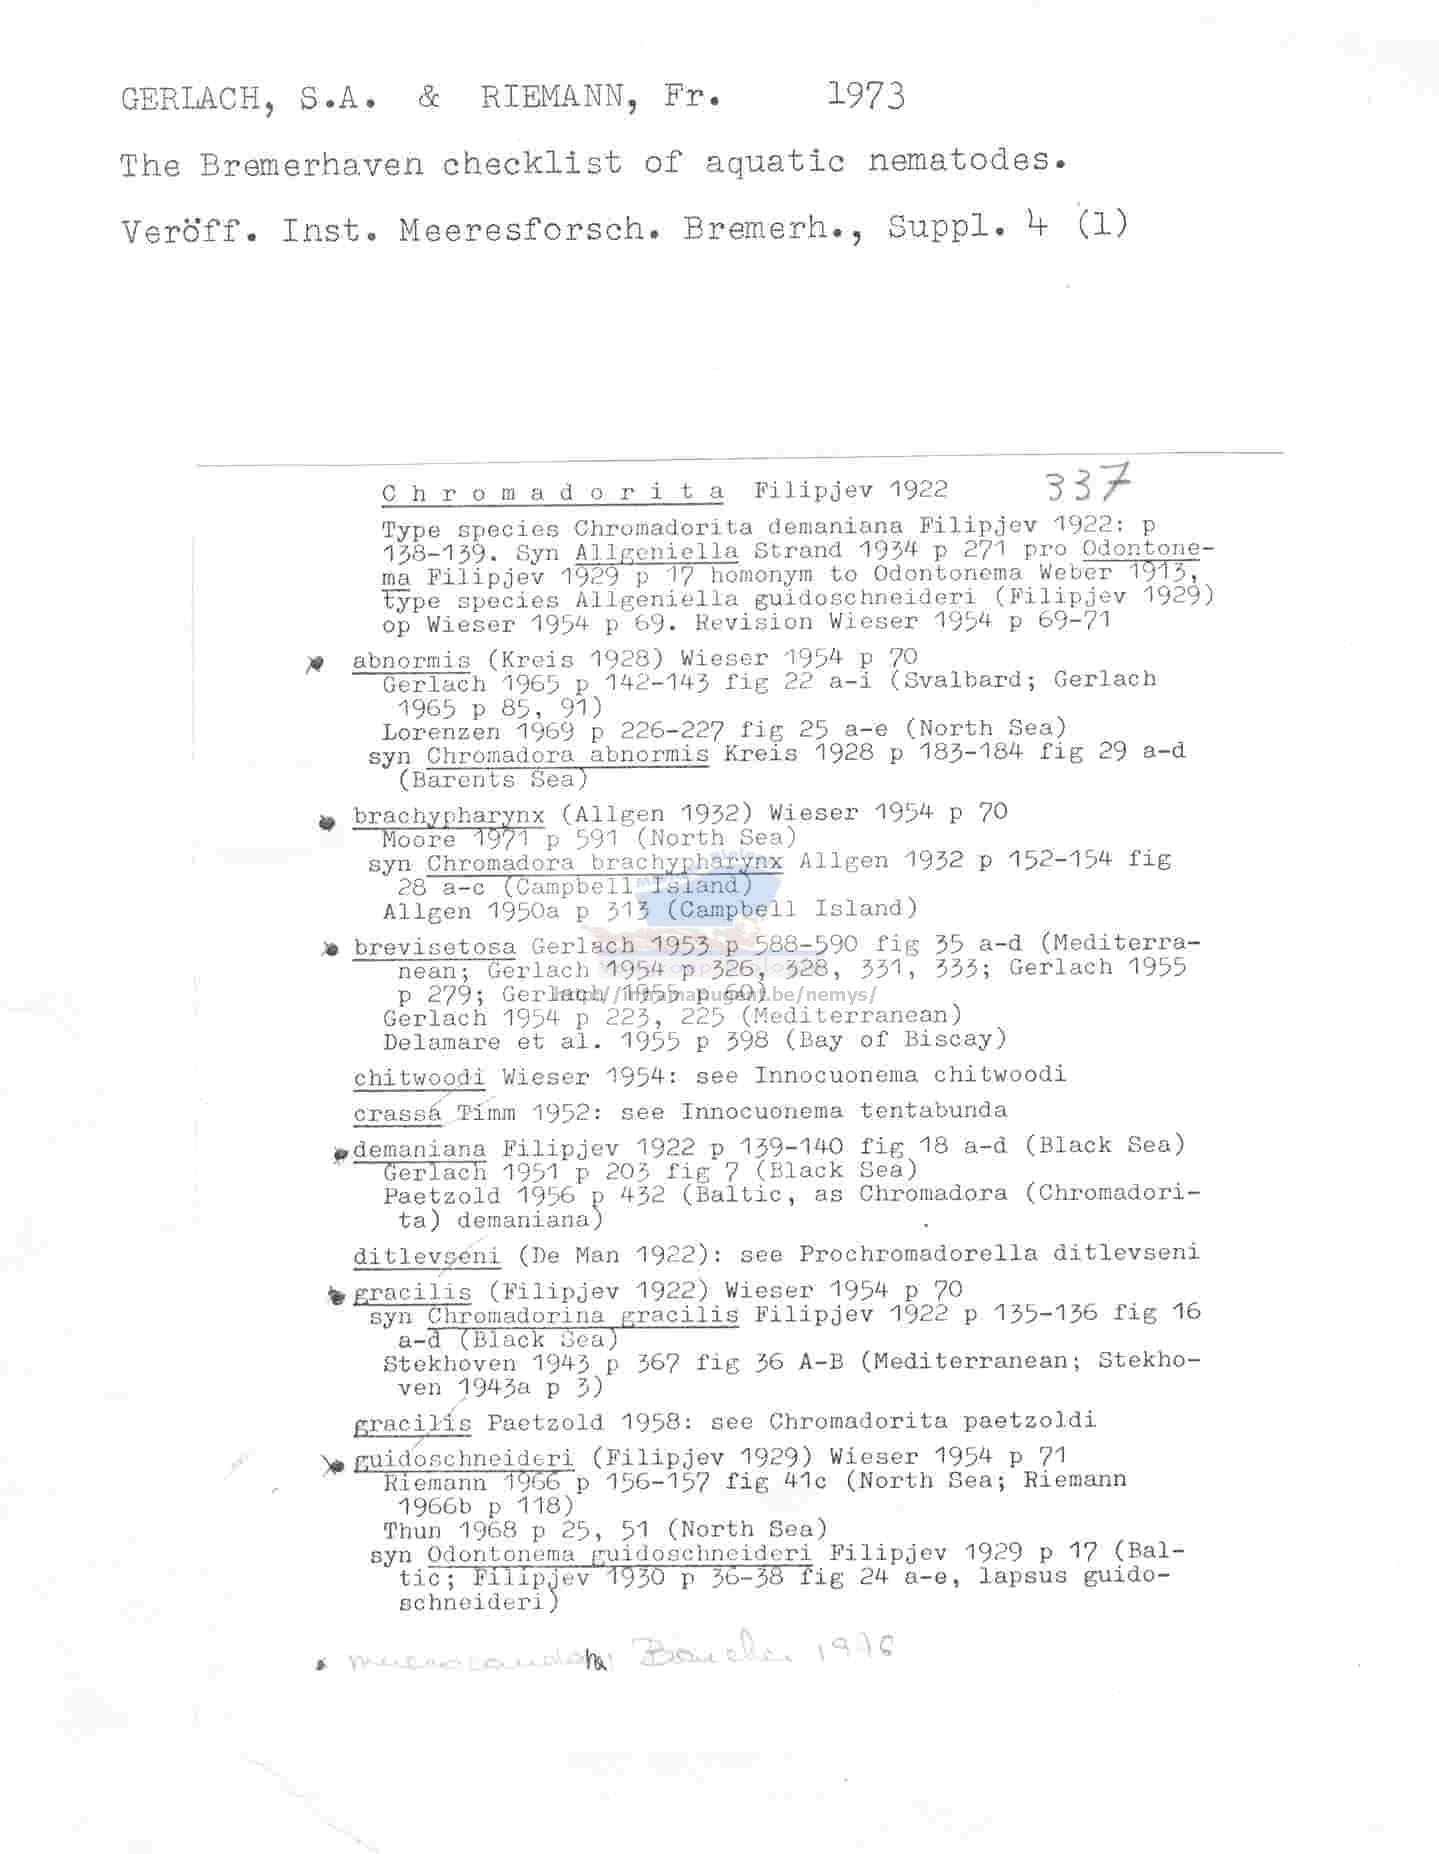 GERLACH, S.A. & RIEMANN, Fr. 1973
The Bremerhaven checklist of aquatic nematodes.
Veröff. Inst. Meeresforsch. Bremerh., Suppl. 4 (1)
337
Chromadorita Filipjev 1922
Type species Chromadorita demaniana Filipjev 1922: p
138-139. Syn Allgeniella Strand 1934 p 271 pro Odontone-
ma Filipjev 1929 p 17 homonym to Odontonema Weber 1913,
type species Allgeniella guidoschneideri (Filipjev 1929)
op Wieser 1954 p 69. Revision Wieser 1954 p 69-71
abnormis (Kreis 1928) Wieser 1954 p 70
Gerlach 1965 p 142-143 fig 22 a-i (Svalbard; Gerlach
1965 p 85, 91)
Lorenzen 1969 p 226-227 fig 25 a-e (North Sea)
syn Chromadora abnormis Kreis 1928 p 183-184 fig 29 a-d
(Barents Sea)
brachypharynx (Allgen 1932) Wieser 1954 p 70
Moore 1971 p 591 (North Sea)
syn Chromadora brachypharynx Allgen 1932 p 152-154 fig
28 a-c (Campbell Island)
Allgen 1950a p 313 (Campbell Island)
brevisetosa Gerlach 1953 p 588-590 fig 35 a-d (Mediterra-
nean; Gerlach 1954 p 326, 328, 331, 333; Gerlach 1955
p 279; Gerlach 1955 p 60)
Gerlach 1954 p 223, 225 (Mediterranean)
Delamare et al. 1955 p 398 (Bay of Biscay)
chitwoodi Wieser 1954: see Innocuonema chitwoodi
crassa Timm 1952: see Innocuonema tentabunda
demaniana Filipjev 1922 p 139-140 fig 18 a-d (Black Sea)
Gerlach 1951 p 203 fig 7 (Black Sea)
Paetzold 1956 p 432 (Baltic, as Chromadora (Chromadori-
ta) demaniana)
ditlevseni (De Man 1922): see Prochromadorella ditlevseni
gracilis (Filipjev 1922) Wieser 1954 p 70
syn Chromadorina gracilis Filipjev 1922 p 135-136 fig 16
a-d (Black Sea)
Stekhoven 1943 p 367 fig 36 A-B (Mediterranean; Stekho-
ven 1943a p 3)
gracilis Paetzold 1958: see Chromadorita paetzoldi
guidoschneideri (Filipjev 1929) Wieser 1954 p 71
Riemann 1966 p 156-157 fig 41c (North Sea; Riemann
1966b p 118)
Thun 1968 p 25, 51 (North Sea)
syn Odontonema guidoschneideri Filipjev 1929 p 17 (Bal-
tic; Filipjev 1930 p 36-38 fig 24 a-e, lapsus guido-
schneideri)
1976